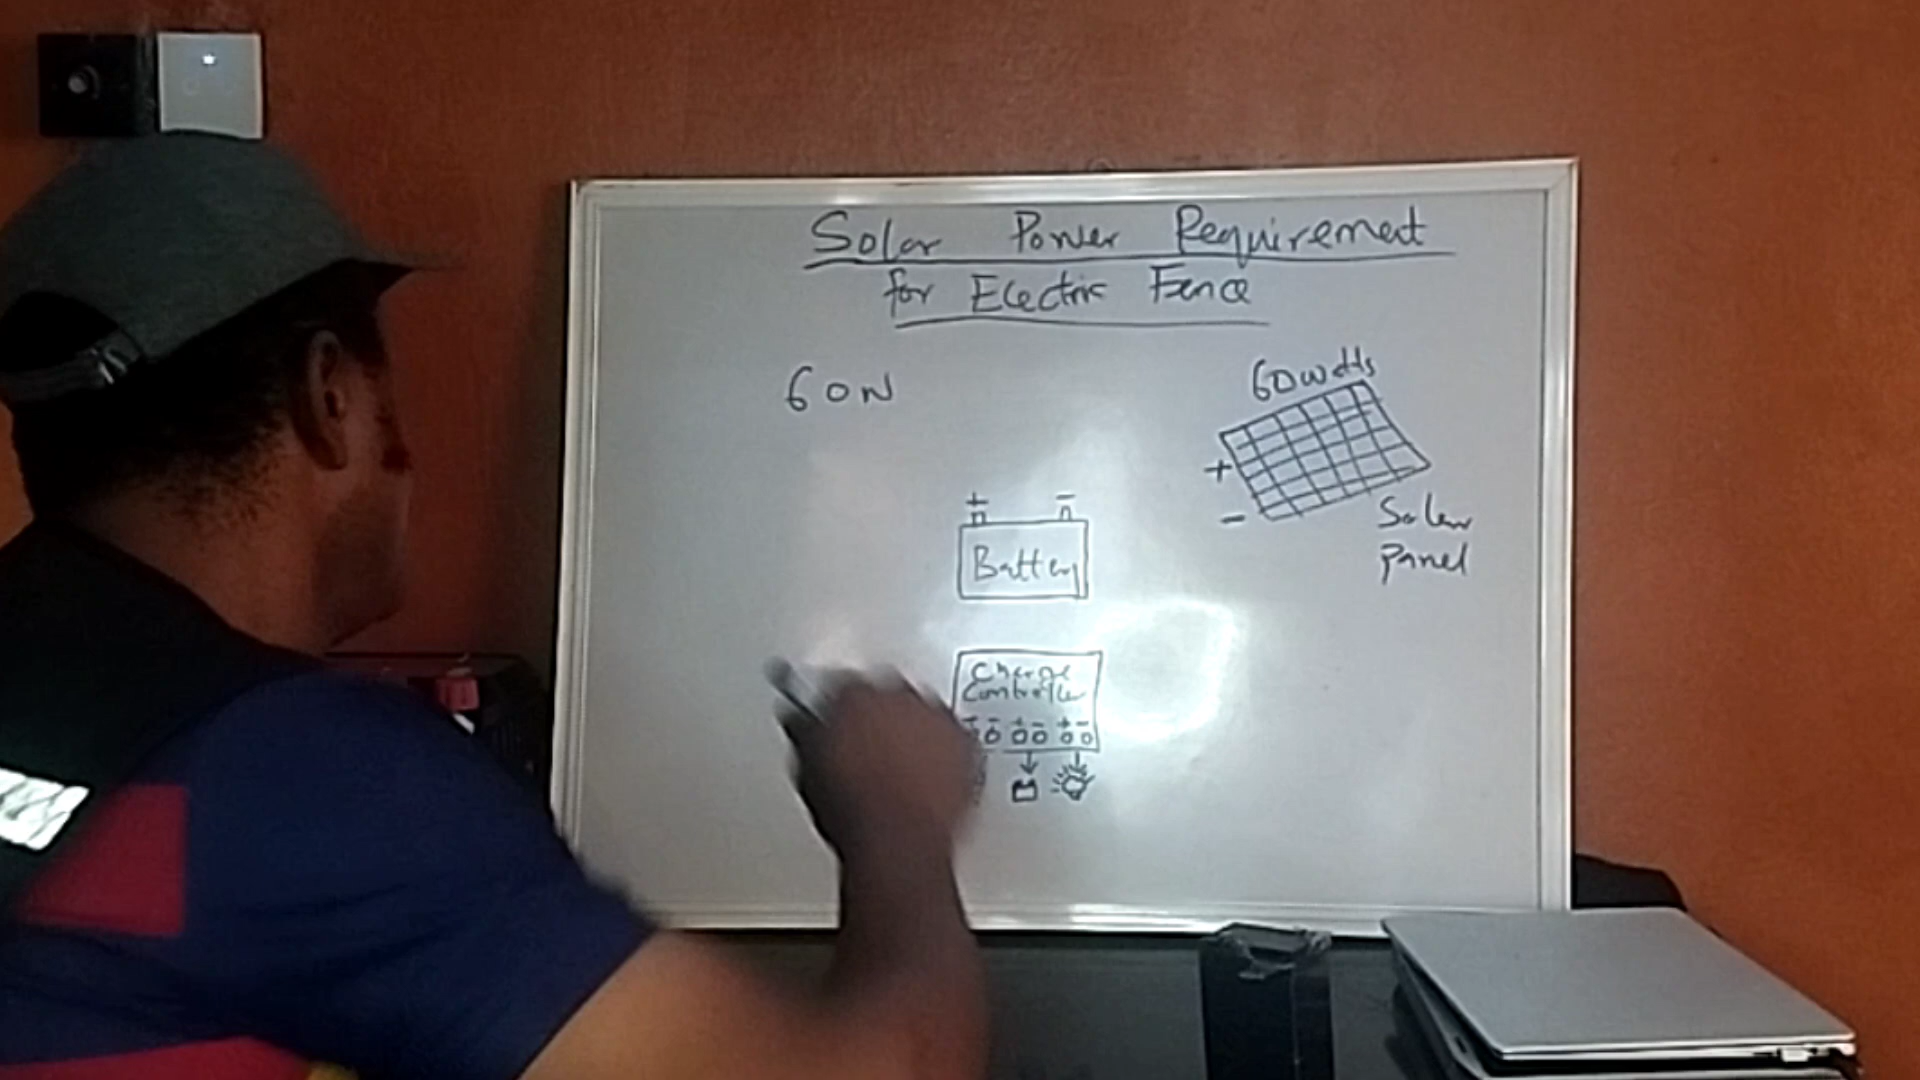 Solar Power Requirement
for Electric Fence
60W
60watts
+
-
Solar
Panel
+ -
Battery
Charge
Controller
- + - + -